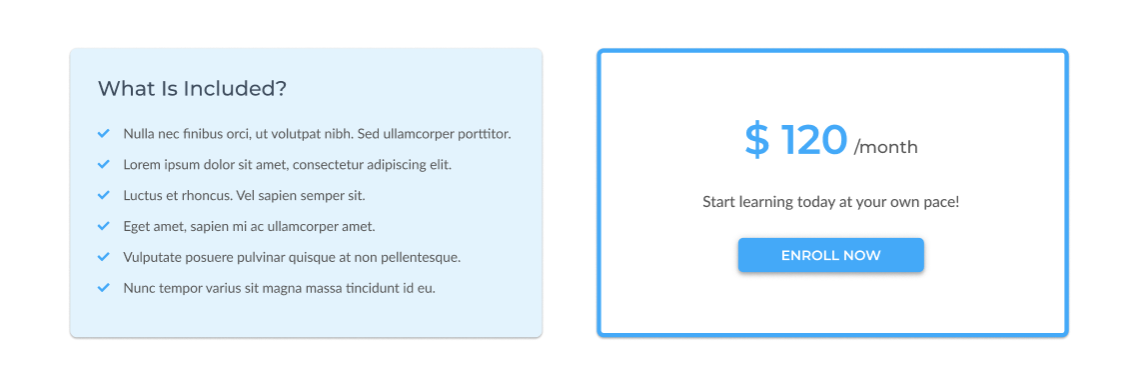 What Is Included?
Nulla nec finibus orci, ut volutpat nibh. Sed ullamcorper porttitor.
Lorem ipsum dolor sit amet, consectetur adipiscing elit.
Luctus et rhoncus. Vel sapien semper sit.
Eget amet, sapien mi ac ullamcorper amet.
Vulputate posuere pulvinar quisque at non pellentesque.
Nunc tempor varius sit magna massa tincidunt id eu.
$ 120 /month
Start learning today at your own pace!
ENROLL NOW